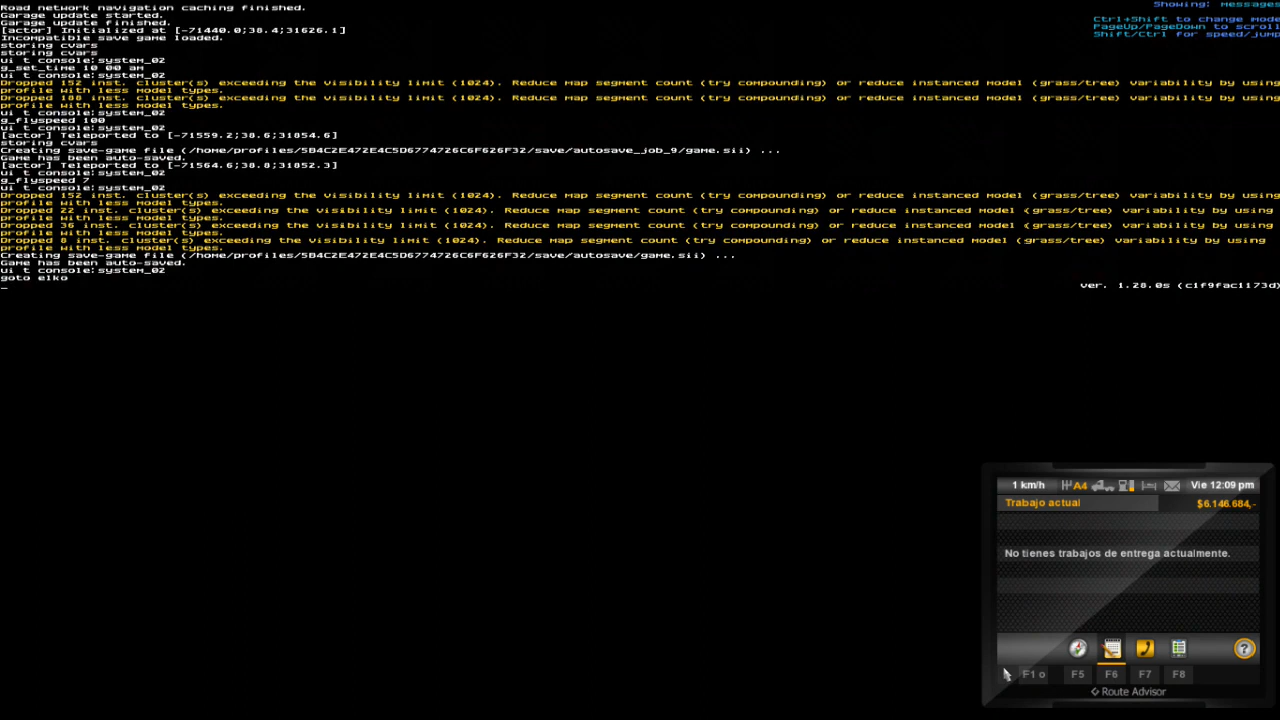 Road network navigation caching finished.
Garage update started.
Garage update finished.
[actor] Initialized at [-71440.0;38.4;31626.1]
Incompatible save game loaded.
storing cvars
storing cvars
ui t console:system_02
g_set_time 10 00 am
ui t console:system_02
Dropped 152 inst. cluster(s) exceeding the visibility limit (1024). Reduce map segment count (try compounding) or reduce instanced model (grass/tree) variability by using
profile with less model types.
Dropped 188 inst. cluster(s) exceeding the visibility limit (1024). Reduce map segment count (try compounding) or reduce instanced model (grass/tree) variability by using
profile with less model types.
ui t console:system_02
g_flyspeed 100
ui t console:system_02
[actor] Teleported to [-71559.2;38.6;31854.6]
storing cvars
Creating save-game file (/home/profiles/5B4C2E472E4C5D6774726C6F626F32/save/autosave_job_9/game.sii) ...
Game has been auto-saved.
[actor] Teleported to [-71564.6;38.8;31852.3]
ui t console:system_02
g_flyspeed 7
ui t console:system_02
Dropped 152 inst. cluster(s) exceeding the visibility limit (1024). Reduce map segment count (try compounding) or reduce instanced model (grass/tree) variability by using
profile with less model types.
Dropped 22 inst. cluster(s) exceeding the visibility limit (1024). Reduce map segment count (try compounding) or reduce instanced model (grass/tree) variability by using
profile with less model types.
Dropped 36 inst. cluster(s) exceeding the visibility limit (1024). Reduce map segment count (try compounding) or reduce instanced model (grass/tree) variability by using
profile with less model types.
Dropped 8 inst. cluster(s) exceeding the visibility limit (1024). Reduce map segment count (try compounding) or reduce instanced model (grass/tree) variability by using
profile with less model types.
Creating save-game file (/home/profiles/5B4C2E472E4C5D6774726C6F626F32/save/autosave/game.sii) ...
Game has been auto-saved.
ui t console:system_02
goto elko
_
Showing: messages
Ctrl+Shift to change mode
PageUp/PageDown to scroll
Shift/Ctrl for speed/jump
ver. 1.28.0s (c1f9fac1173d)
1 km/h A4 Vie 12:09 pm
Trabajo actual $6.146.684,-
No tienes trabajos de entrega actualmente.
?
F1 o F5 F6 F7 F8
Route Advisor